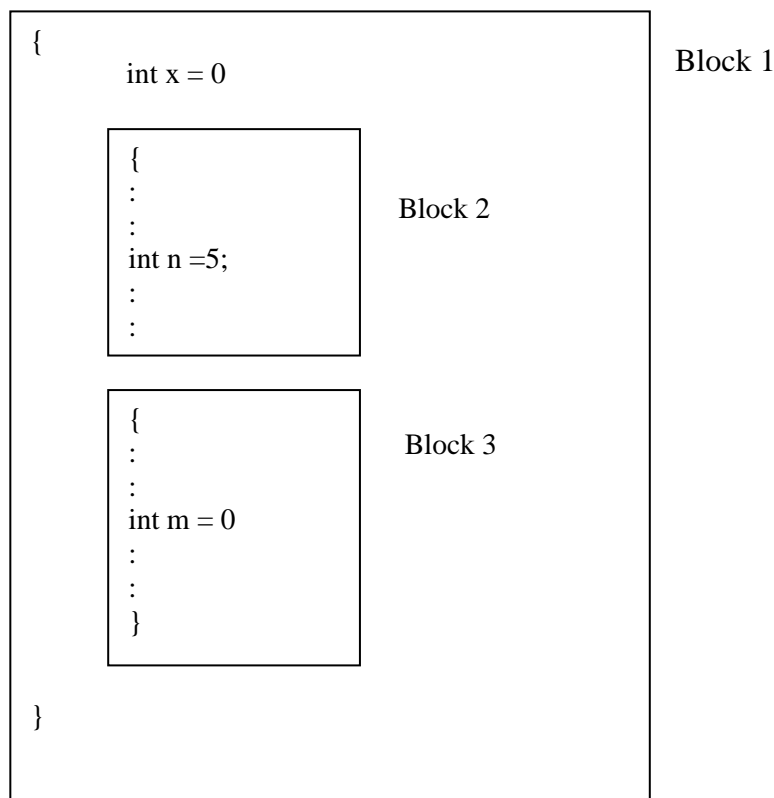 {
Block 1
int x = 0
{
:
:
Block 2
int n =5;
:
:
{
:
Block 3
:
int m = 0
:
:
}
}